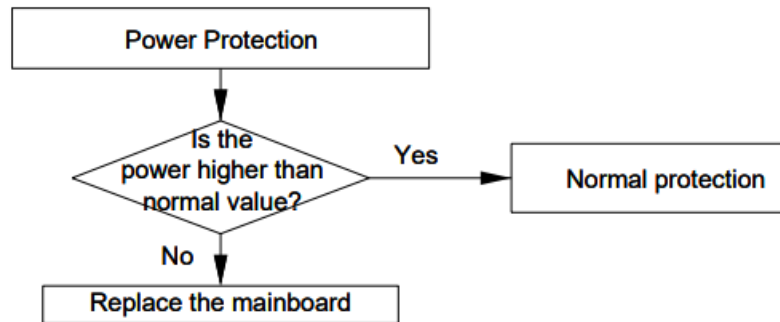 Power Protection
Is the
power higher than
normal value?
Yes
Normal protection
No
Replace the mainboard